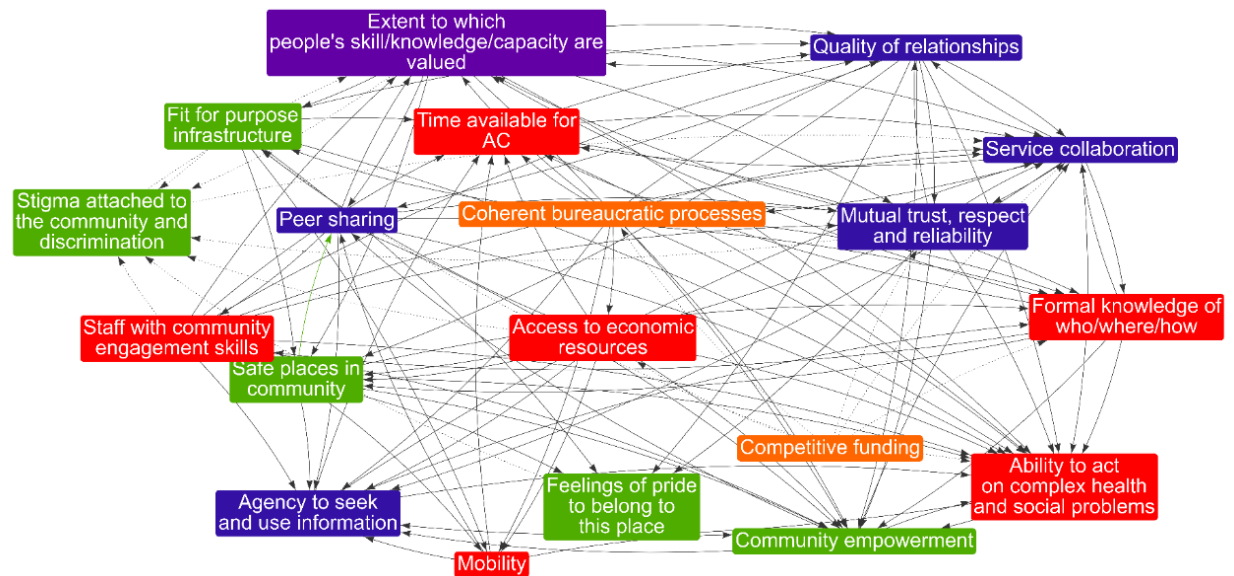 Extent to which
people's skill/knowledge/capacity are
valued
Quality of relationships
Fit for purpose
infrastructure
Time available for
AC
Service collaboration
Stigma attached to
the community and
discrimination
Peer sharing
Coherent bureaucratic processes
Mutual trust, respect
and reliability
Formal knowledge of
who/where/how
Staff with community
engagement skills
Access to economic
resources
Safe places in
community
Competitive funding
Ability to act
on complex health
and social problems
Agency to seek
and use information
Feelings of pride
to belong to
this place
Community empowerment
Mobility